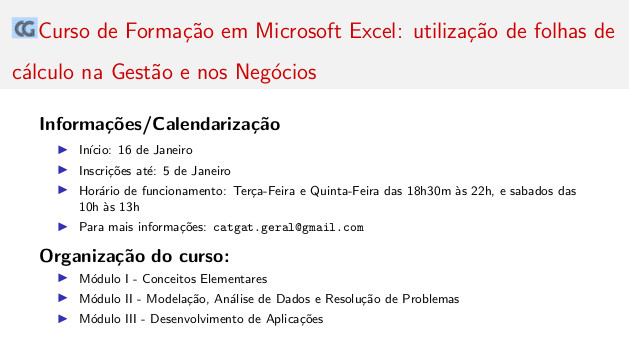 CG Curso de Formação em Microsoft Excel: utilização de folhas de
cálculo na Gestão e nos Negócios
Informações/Calendarização
Início: 16 de Janeiro
Inscrições até: 5 de Janeiro
Horário de funcionamento: Terça-Feira e Quinta-Feira das 18h30m às 22h, e sabados das
10h às 13h
Para mais informações: catgat.geral@gmail.com
Organização do curso:
Módulo I - Conceitos Elementares
Módulo II - Modelação, Análise de Dados e Resolução de Problemas
Módulo III - Desenvolvimento de Aplicações